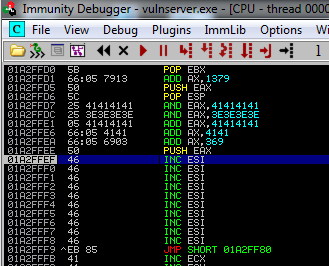 Immunity Debugger - vulnserver.exe - [CPU - thread 0000
C File View Debug Plugins ImmLib Options Wi
01A2FFD0 5B POP EBX
01A2FFD1 66:05 7913 ADD AX,1379
01A2FFD5 50 PUSH EAX
01A2FFD6 5C POP ESP
01A2FFD7 25 41414141 AND EAX,41414141
01A2FFDC 25 3E3E3E3E AND EAX,3E3E3E3E
01A2FFE1 05 41414141 ADD EAX,41414141
01A2FFE6 66:05 4141 ADD AX,4141
01A2FFEA 66:05 6903 ADD AX,369
01A2FFEE 50 PUSH EAX
01A2FFEF 46 INC ESI
01A2FFF0 46 INC ESI
01A2FFF1 46 INC ESI
01A2FFF2 46 INC ESI
01A2FFF3 46 INC ESI
01A2FFF4 46 INC ESI
01A2FFF5 46 INC ESI
01A2FFF6 46 INC ESI
01A2FFF7 46 INC ESI
01A2FFF8 46 INC ESI
01A2FFF9 ^EB 85 JMP SHORT 01A2FF80
01A2FFFB 41 INC ECX